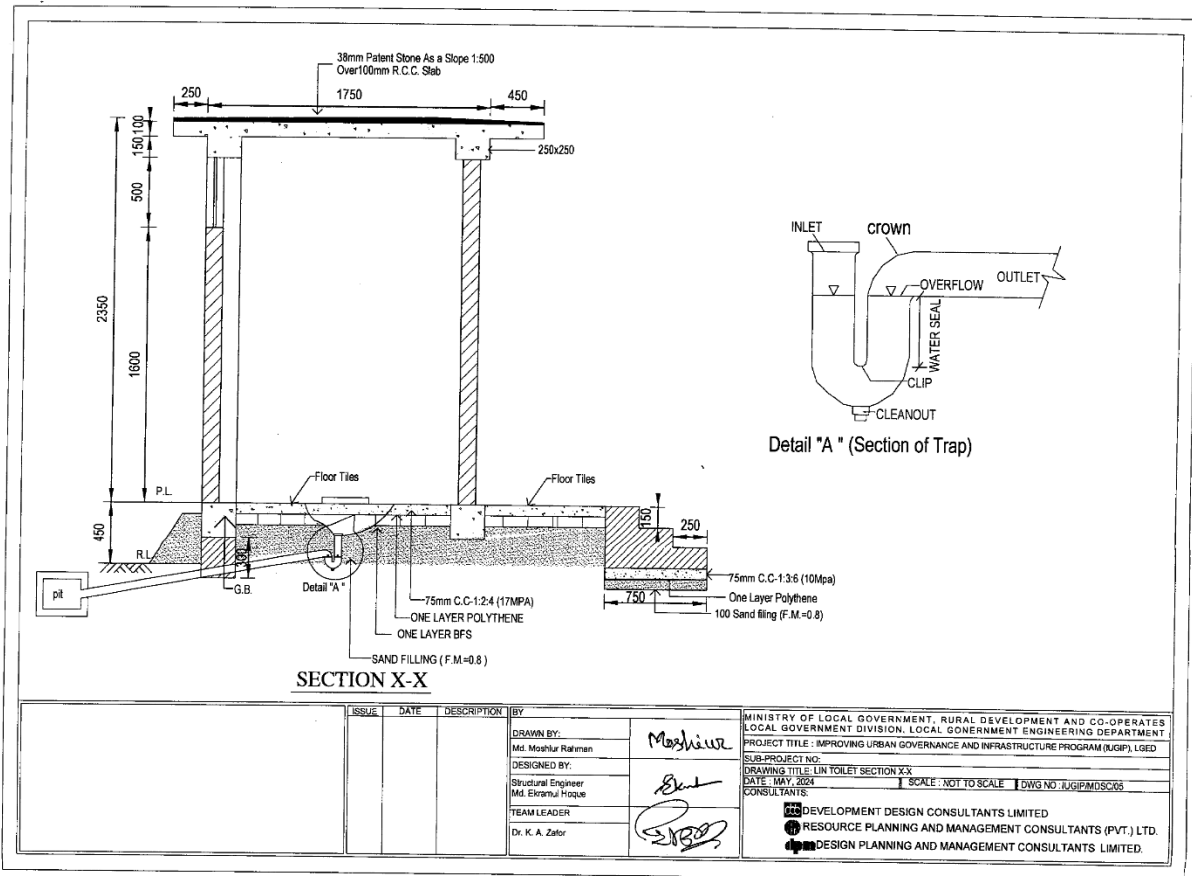 38mm Patent Stone As a Slope 1:500
Over100mm R.C.C. Slab
250
1750
450
100
150
250x250
500
2350
1600
Floor Tiles
Floor Tiles
P.L.
450
R.L.
300
150
250
pit
G.B.
Detail "A"
75mm C.C-1:2:4 (17MPA)
ONE LAYER POLYTHENE
ONE LAYER BFS
SAND FILLING ( F.M.=0.8 )
75mm C.C-1:3:6 (10Mpa)
One Layer Polythene
750
100 Sand filing (F.M.=0.8)
SECTION X-X
INLET
crown
OUTLET
OVERFLOW
WATER SEAL
CLIP
CLEANOUT
Detail "A " (Section of Trap)
ISSUE DATE DESCRIPTION
BY
DRAWN BY:
Md. Moshiur Rahman
Moshiur
DESIGNED BY:
Structural Engineer
Md. Ekramul Hoque
TEAM LEADER
Dr. K. A. Zafor
MINISTRY OF LOCAL GOVERNMENT, RURAL DEVELOPMENT AND CO-OPERATES
LOCAL GOVERNMENT DIVISION, LOCAL GONERNMENT ENGINEERING DEPARTMENT
PROJECT TITLE : IMPROVING URBAN GOVERNANCE AND INFRASTRUCTURE PROGRAM (IUGIP), LGED
SUB-PROJECT NO:
DRAWING TITLE: LIN TOILET SECTION X-X
DATE : MAY, 2024 SCALE : NOT TO SCALE DWG NO :IUGIP/MDSC/05
CONSULTANTS:
ddc DEVELOPMENT DESIGN CONSULTANTS LIMITED
RESOURCE PLANNING AND MANAGEMENT CONSULTANTS (PVT.) LTD.
dpm DESIGN PLANNING AND MANAGEMENT CONSULTANTS LIMITED.